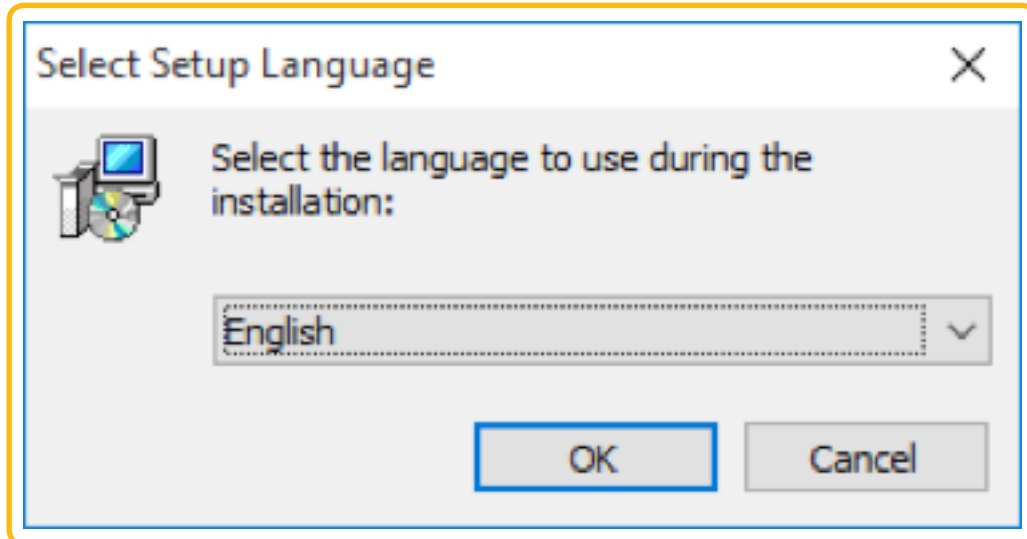 Select Setup Language
Select the language to use during the
installation:
English
OK
Cancel